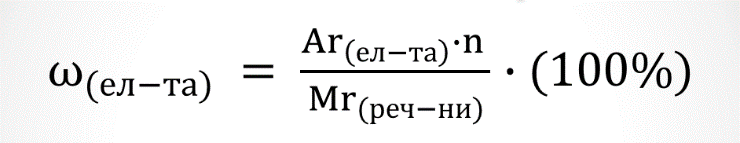 ω(ел−та) = Ar(ел−та)·n / Mr(реч−ни) · (100%)